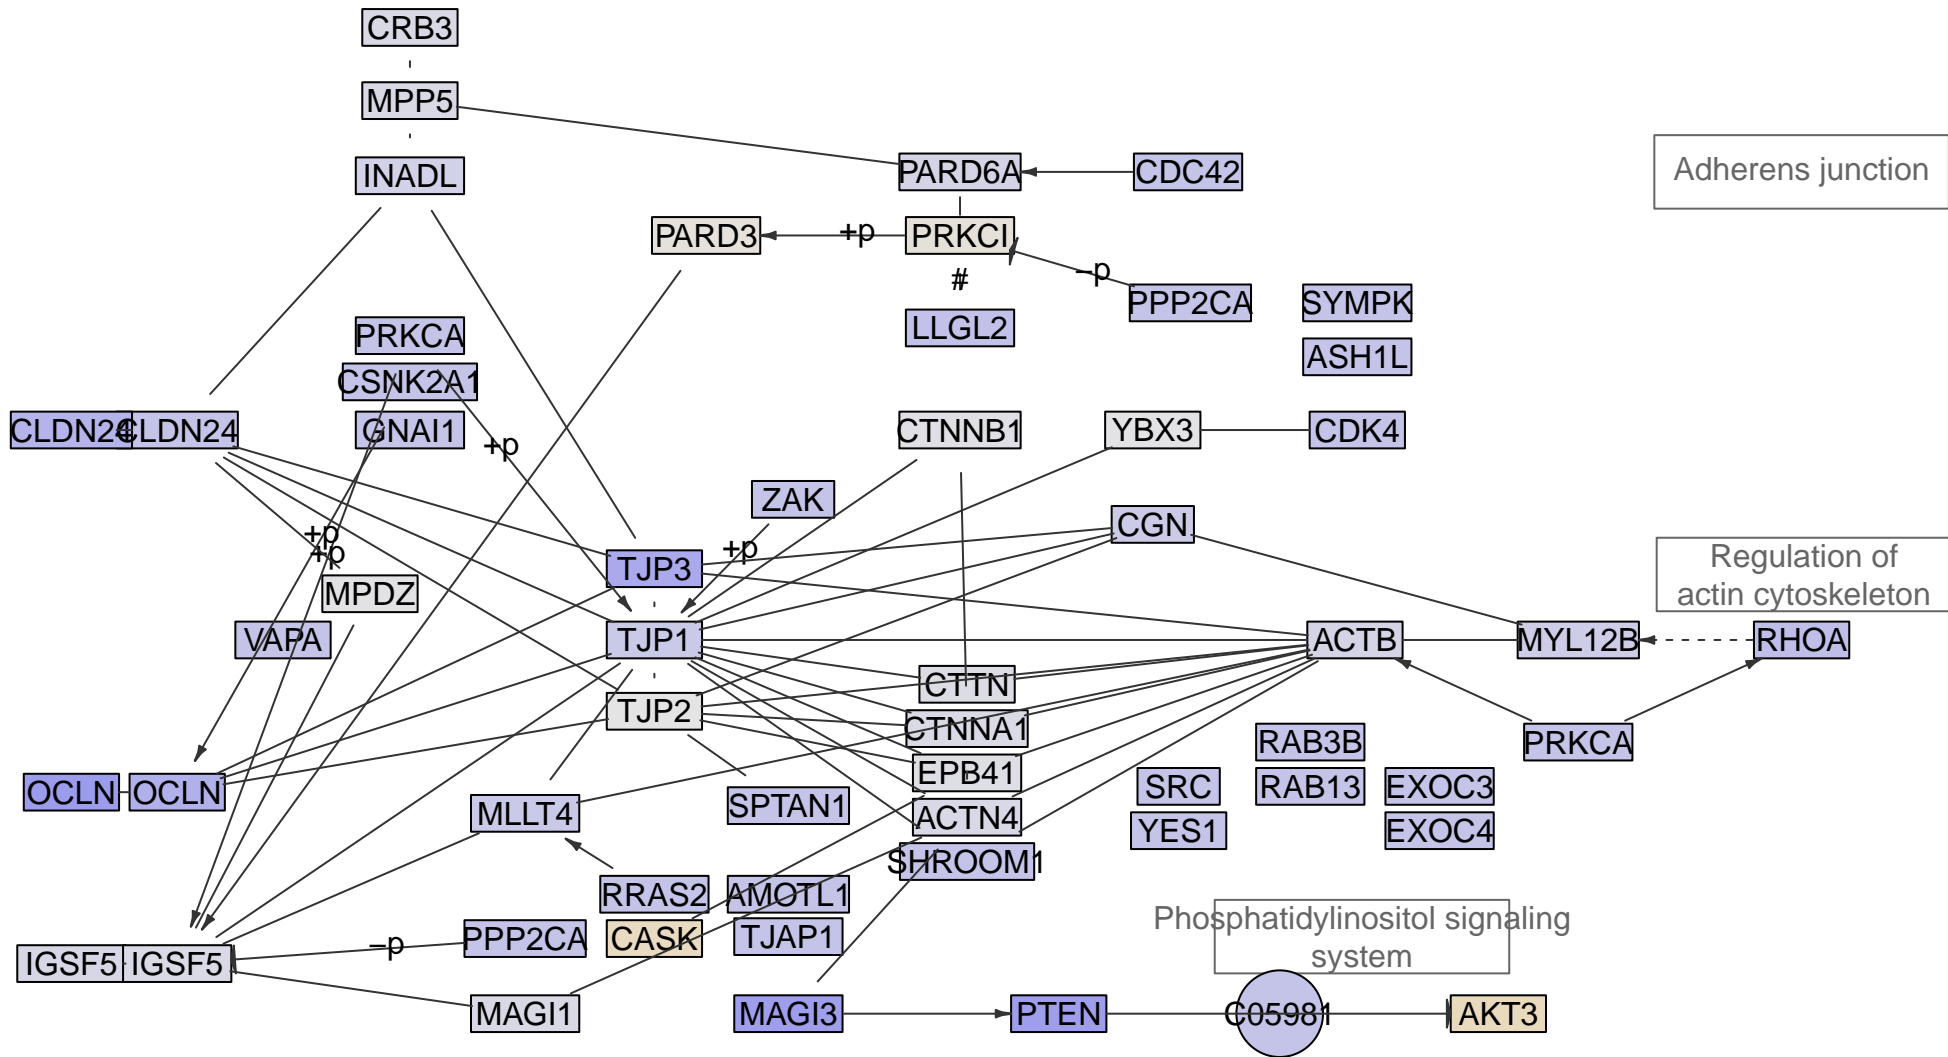 CRB3
MPP5
INADL
PARD6A
CDC42
Adherens junction
PARD3
+p
PRKCI
#
–p
PPP2CA
SYMPK
LLGL2
ASH1L
PRKCA
CSNK2A1
CLDN24
CLDN24
GNAI1
+p
CTNNB1
YBX3
CDK4
ZAK
CGN
+p
+p
+p
TJP3
Regulation of
actin cytoskeleton
MPDZ
VAPA
TJP1
ACTB
MYL12B
RHOA
CTTN
TJP2
CTNNA1
RAB3B
PRKCA
EPB41
OCLN
OCLN
MLLT4
SPTAN1
ACTN4
SRC
RAB13
EXOC3
YES1
EXOC4
SHROOM1
RRAS2
AMOTL1
PPP2CA
CASK
TJAP1
–p
Phosphatidylinositol signaling
system
IGSF5
IGSF5
MAGI1
MAGI3
PTEN
C05981
AKT3